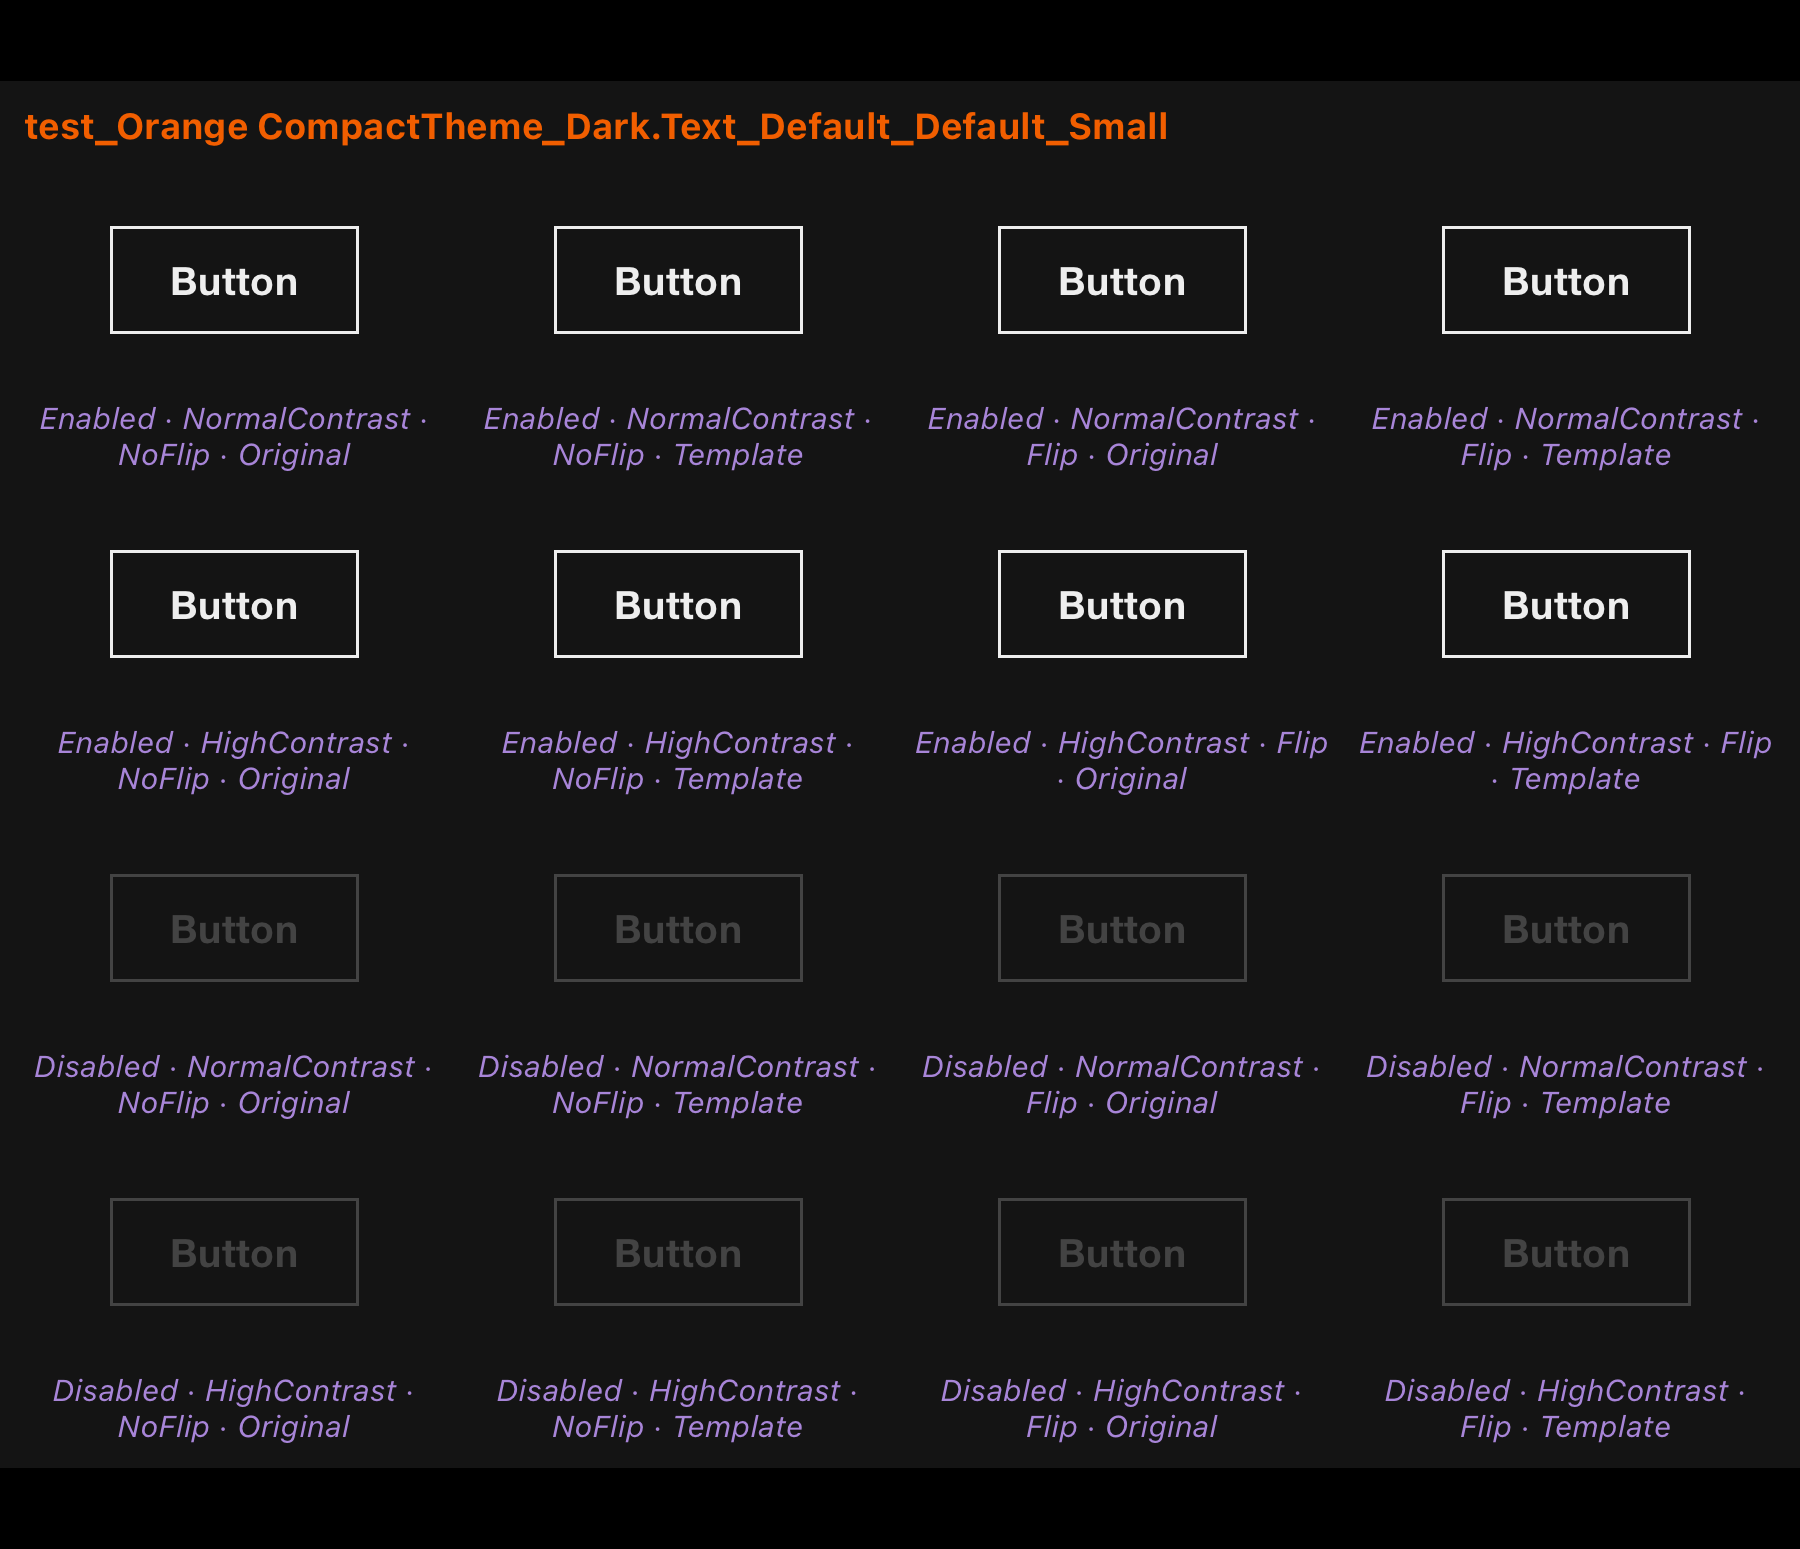 test_Orange CompactTheme_Dark.Text_Default_Default_Small
Button Button Button Button
Enabled · NormalContrast · NoFlip · Original
Enabled · NormalContrast · NoFlip · Template
Enabled · NormalContrast · Flip · Original
Enabled · NormalContrast · Flip · Template
Button Button Button Button
Enabled · HighContrast · NoFlip · Original
Enabled · HighContrast · NoFlip · Template
Enabled · HighContrast · Flip · Original
Enabled · HighContrast · Flip · Template
Button Button Button Button
Disabled · NormalContrast · NoFlip · Original
Disabled · NormalContrast · NoFlip · Template
Disabled · NormalContrast · Flip · Original
Disabled · NormalContrast · Flip · Template
Button Button Button Button
Disabled · HighContrast · NoFlip · Original
Disabled · HighContrast · NoFlip · Template
Disabled · HighContrast · Flip · Original
Disabled · HighContrast · Flip · Template